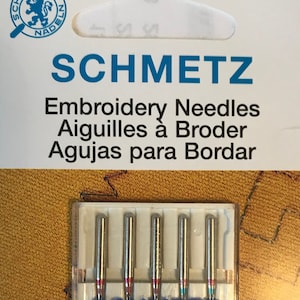 SCHMETZ
Embroidery Needles
Aiguilles à Broder
Agujas para Bordar